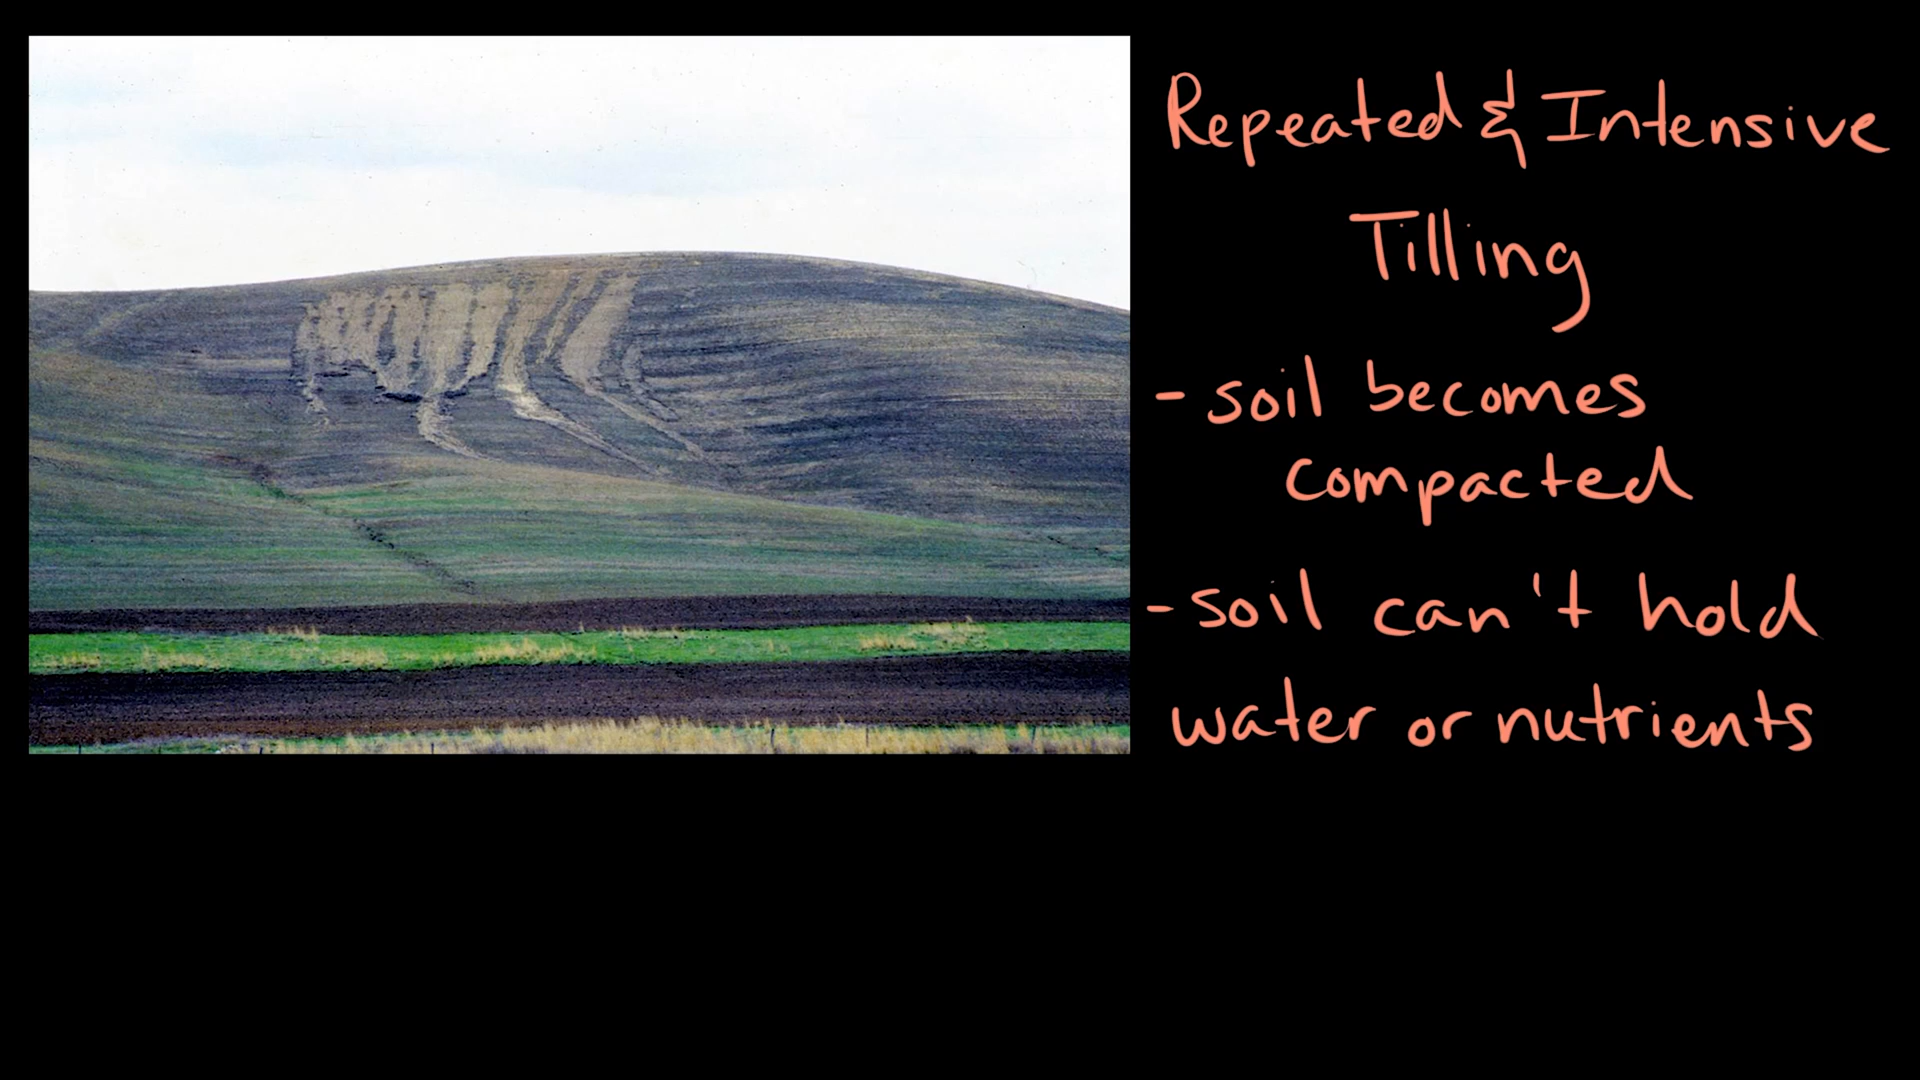 Repeated & Intensive
Tilling
- soil becomes
compacted
- soil can't hold
water or nutrients